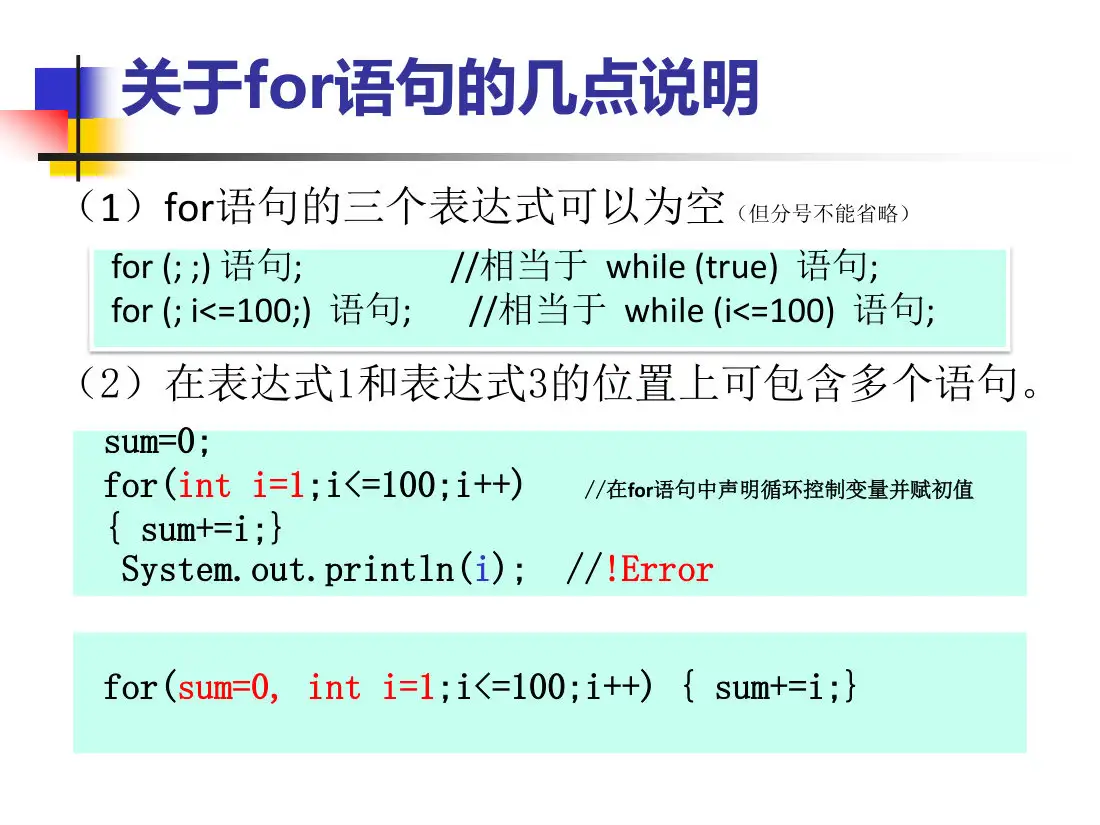 关于for语句的几点说明
（1）for语句的三个表达式可以为空（但分号不能省略）
for (; ;) 语句; //相当于 while (true) 语句;
for (; i<=100;) 语句; //相当于 while (i<=100) 语句;
（2）在表达式1和表达式3的位置上可包含多个语句。
sum=0;
for(int i=1;i<=100;i++) //在for语句中声明循环控制变量并赋初值
{ sum+=i;}
System.out.println(i); //!Error
for(sum=0, int i=1;i<=100;i++) { sum+=i;}